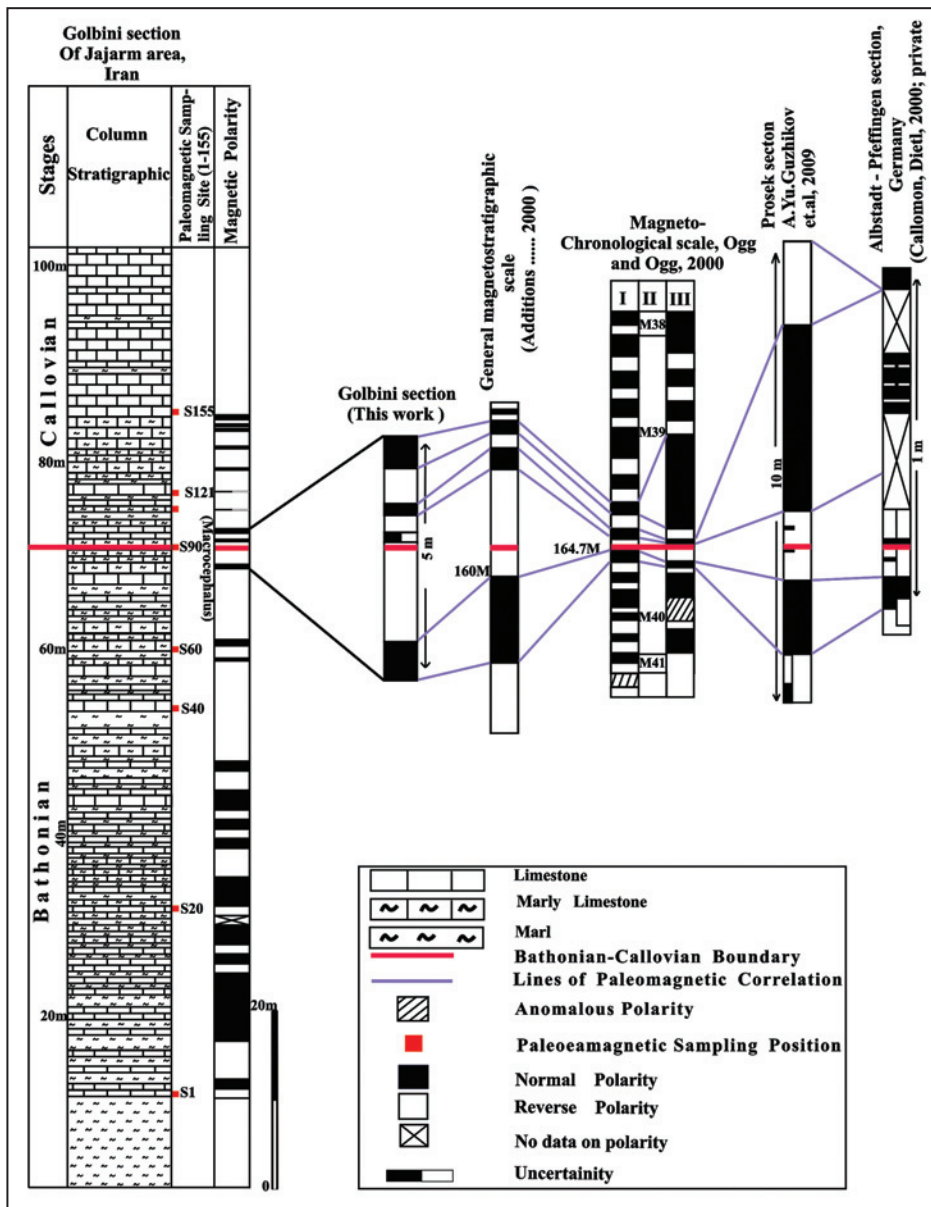 Golbini section
Of Jajarm area,
Iran
Stages
Column
Stratigraphic
Paleomagnetic Samp-
ling Site (1-155)
Magnetic Polarity
100m
80m
60m
40m
20m
Callovian
Bathonian
S155
S121
S90
S60
S40
S20
S1
(Macrocephalus)
20m
0
Golbini section
(This work )
5 m
General magnetostratigraphic
scale
(Additions ...... 2000 )
160M
Magneto-
Chronological scale, Ogg
and Ogg, 2000
I II III
M38
M39
164.7M
M40
M41
Prosek secton
A.Yu.Guzhikov
et.al, 2009
10 m
Albstadt - Pfeffingen section,
Germany
(Callomon, Dietl, 2000; private
1 m
Limestone
Marly Limestone
Marl
Bathonian-Callovian Boundary
Lines of Paleomagnetic Correlation
Anomalous Polarity
Paleoeamagnetic Sampling Position
Normal Polarity
Reverse Polarity
No data on polarity
Uncertainity